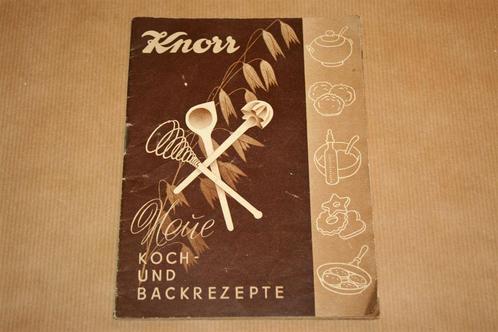 Knorr
Neue
KOCH-
UND
BACKREZEPTE